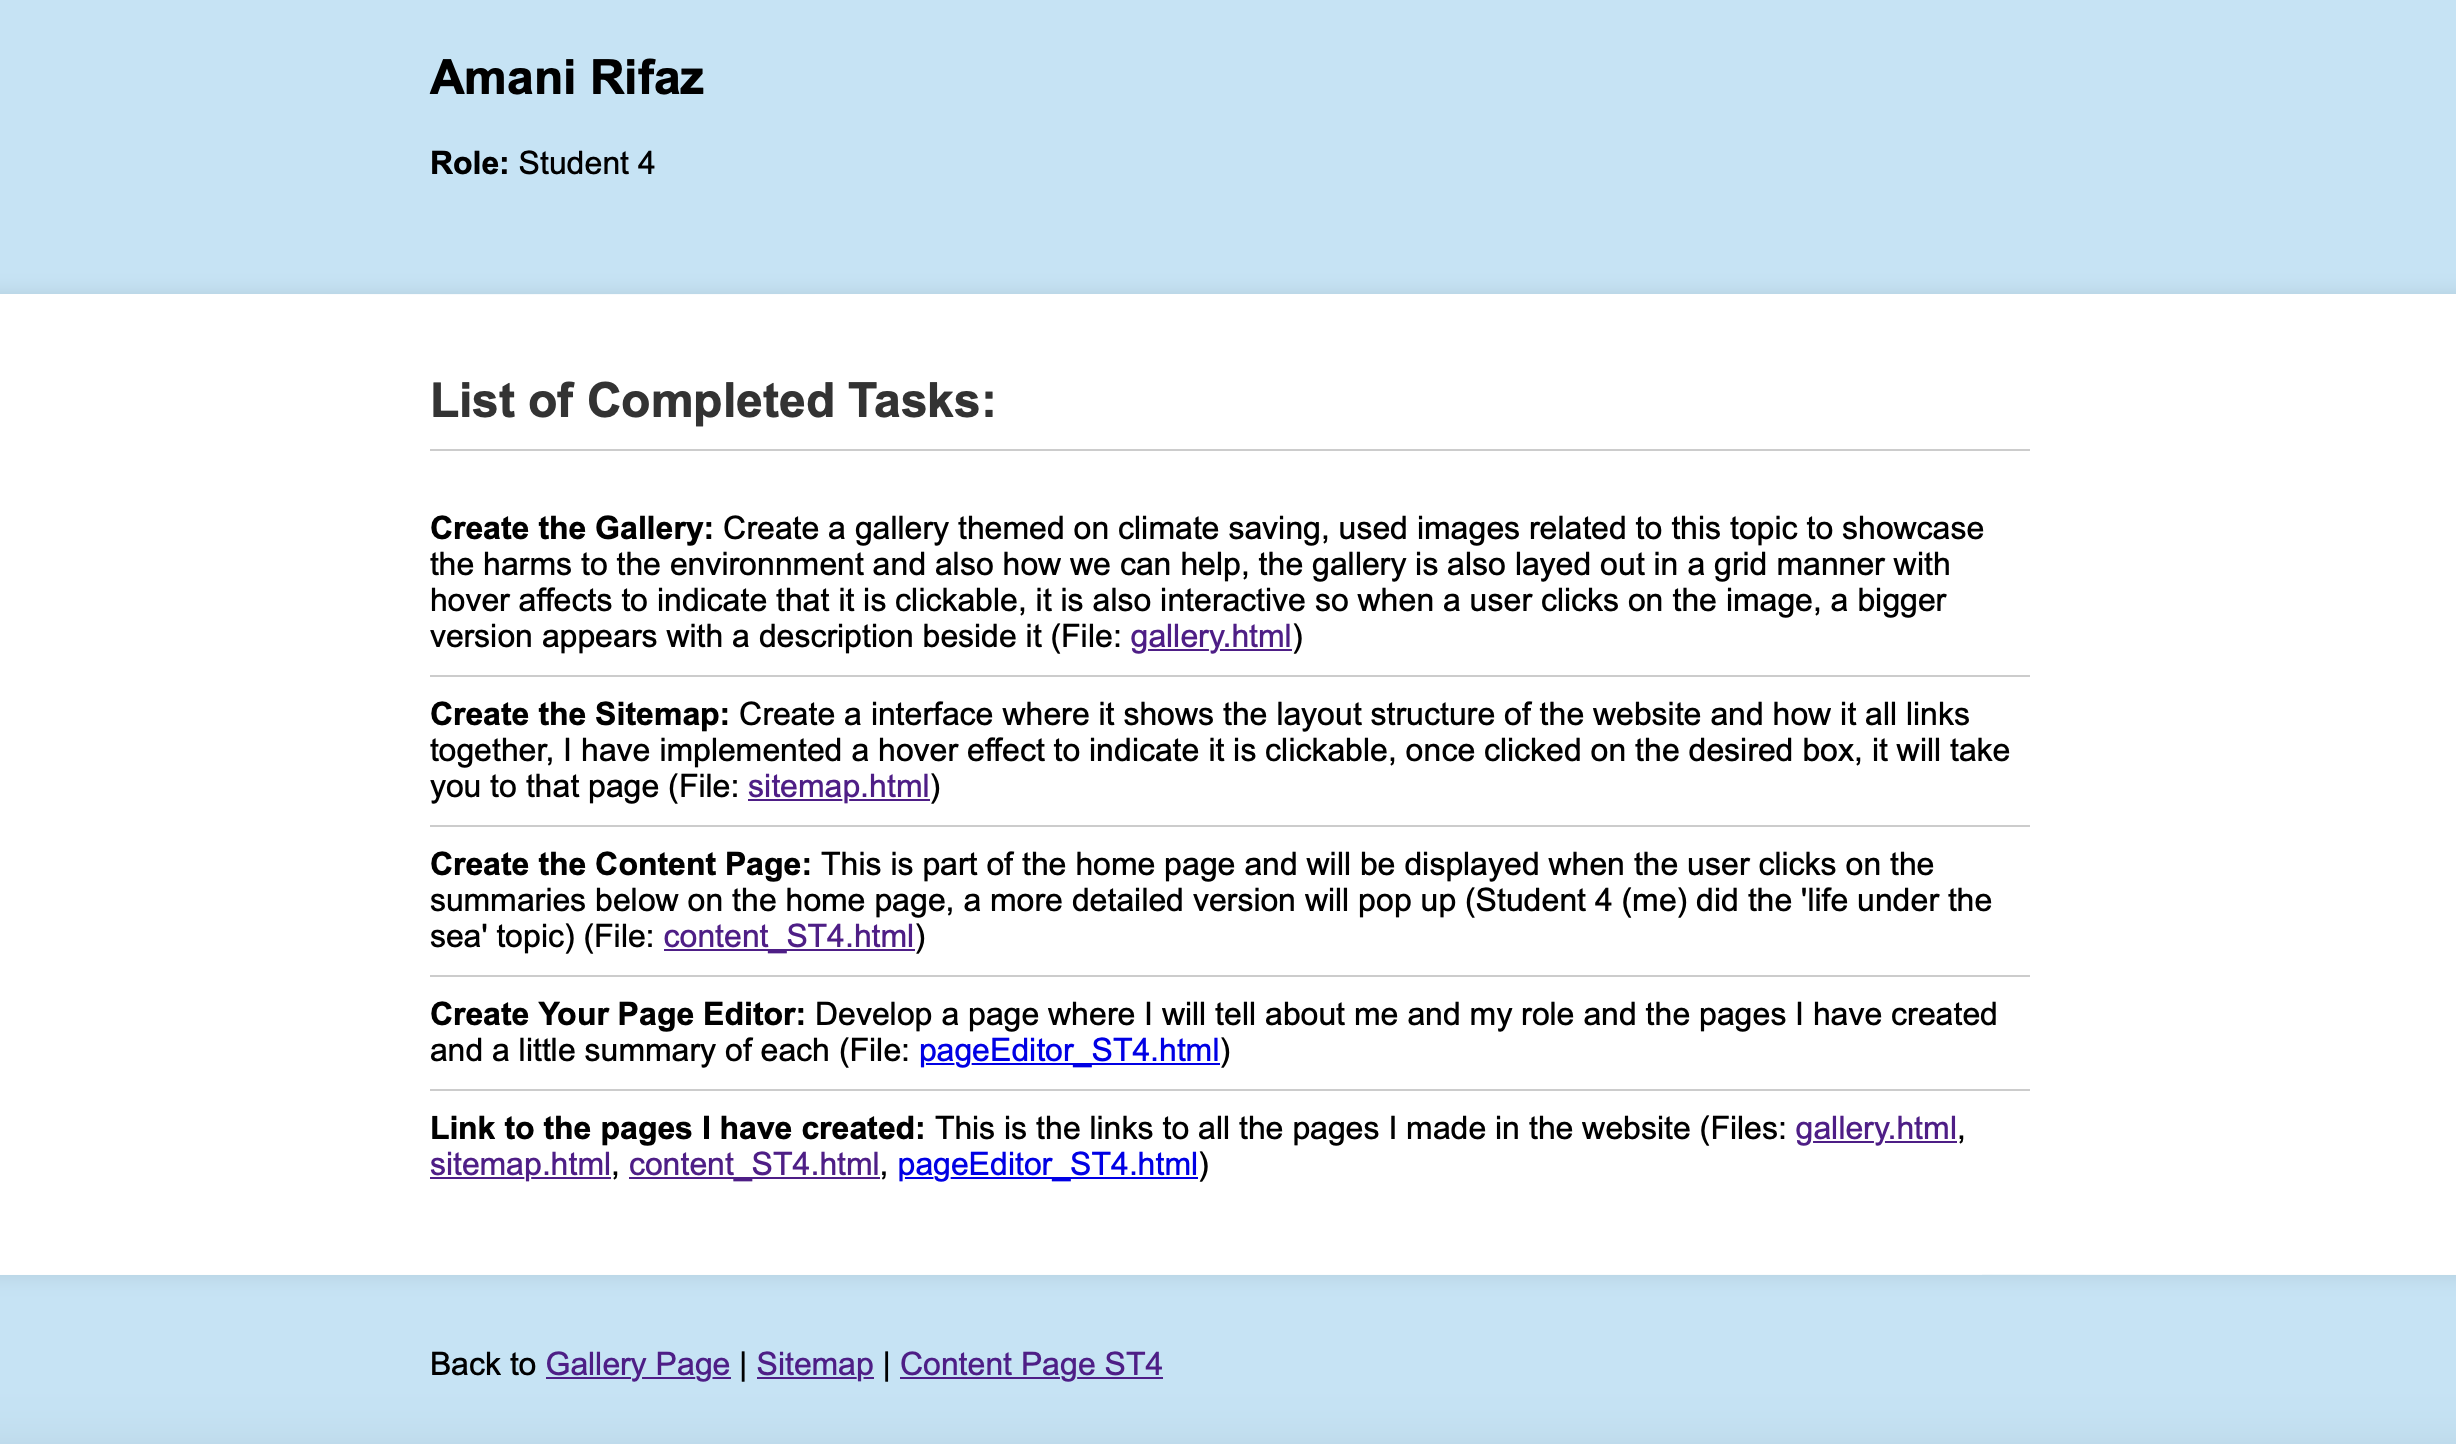 Amani Rifaz
Role: Student 4
List of Completed Tasks:
Create the Gallery: Create a gallery themed on climate saving, used images related to this topic to showcase
the harms to the environnment and also how we can help, the gallery is also layed out in a grid manner with
hover affects to indicate that it is clickable, it is also interactive so when a user clicks on the image, a bigger
version appears with a description beside it (File: gallery.html)
Create the Sitemap: Create a interface where it shows the layout structure of the website and how it all links
together, I have implemented a hover effect to indicate it is clickable, once clicked on the desired box, it will take
you to that page (File: sitemap.html)
Create the Content Page: This is part of the home page and will be displayed when the user clicks on the
summaries below on the home page, a more detailed version will pop up (Student 4 (me) did the 'life under the
sea' topic) (File: content_ST4.html)
Create Your Page Editor: Develop a page where I will tell about me and my role and the pages I have created
and a little summary of each (File: pageEditor_ST4.html)
Link to the pages I have created: This is the links to all the pages I made in the website (Files: gallery.html,
sitemap.html, content_ST4.html, pageEditor_ST4.html)
Back to Gallery Page | Sitemap | Content Page ST4